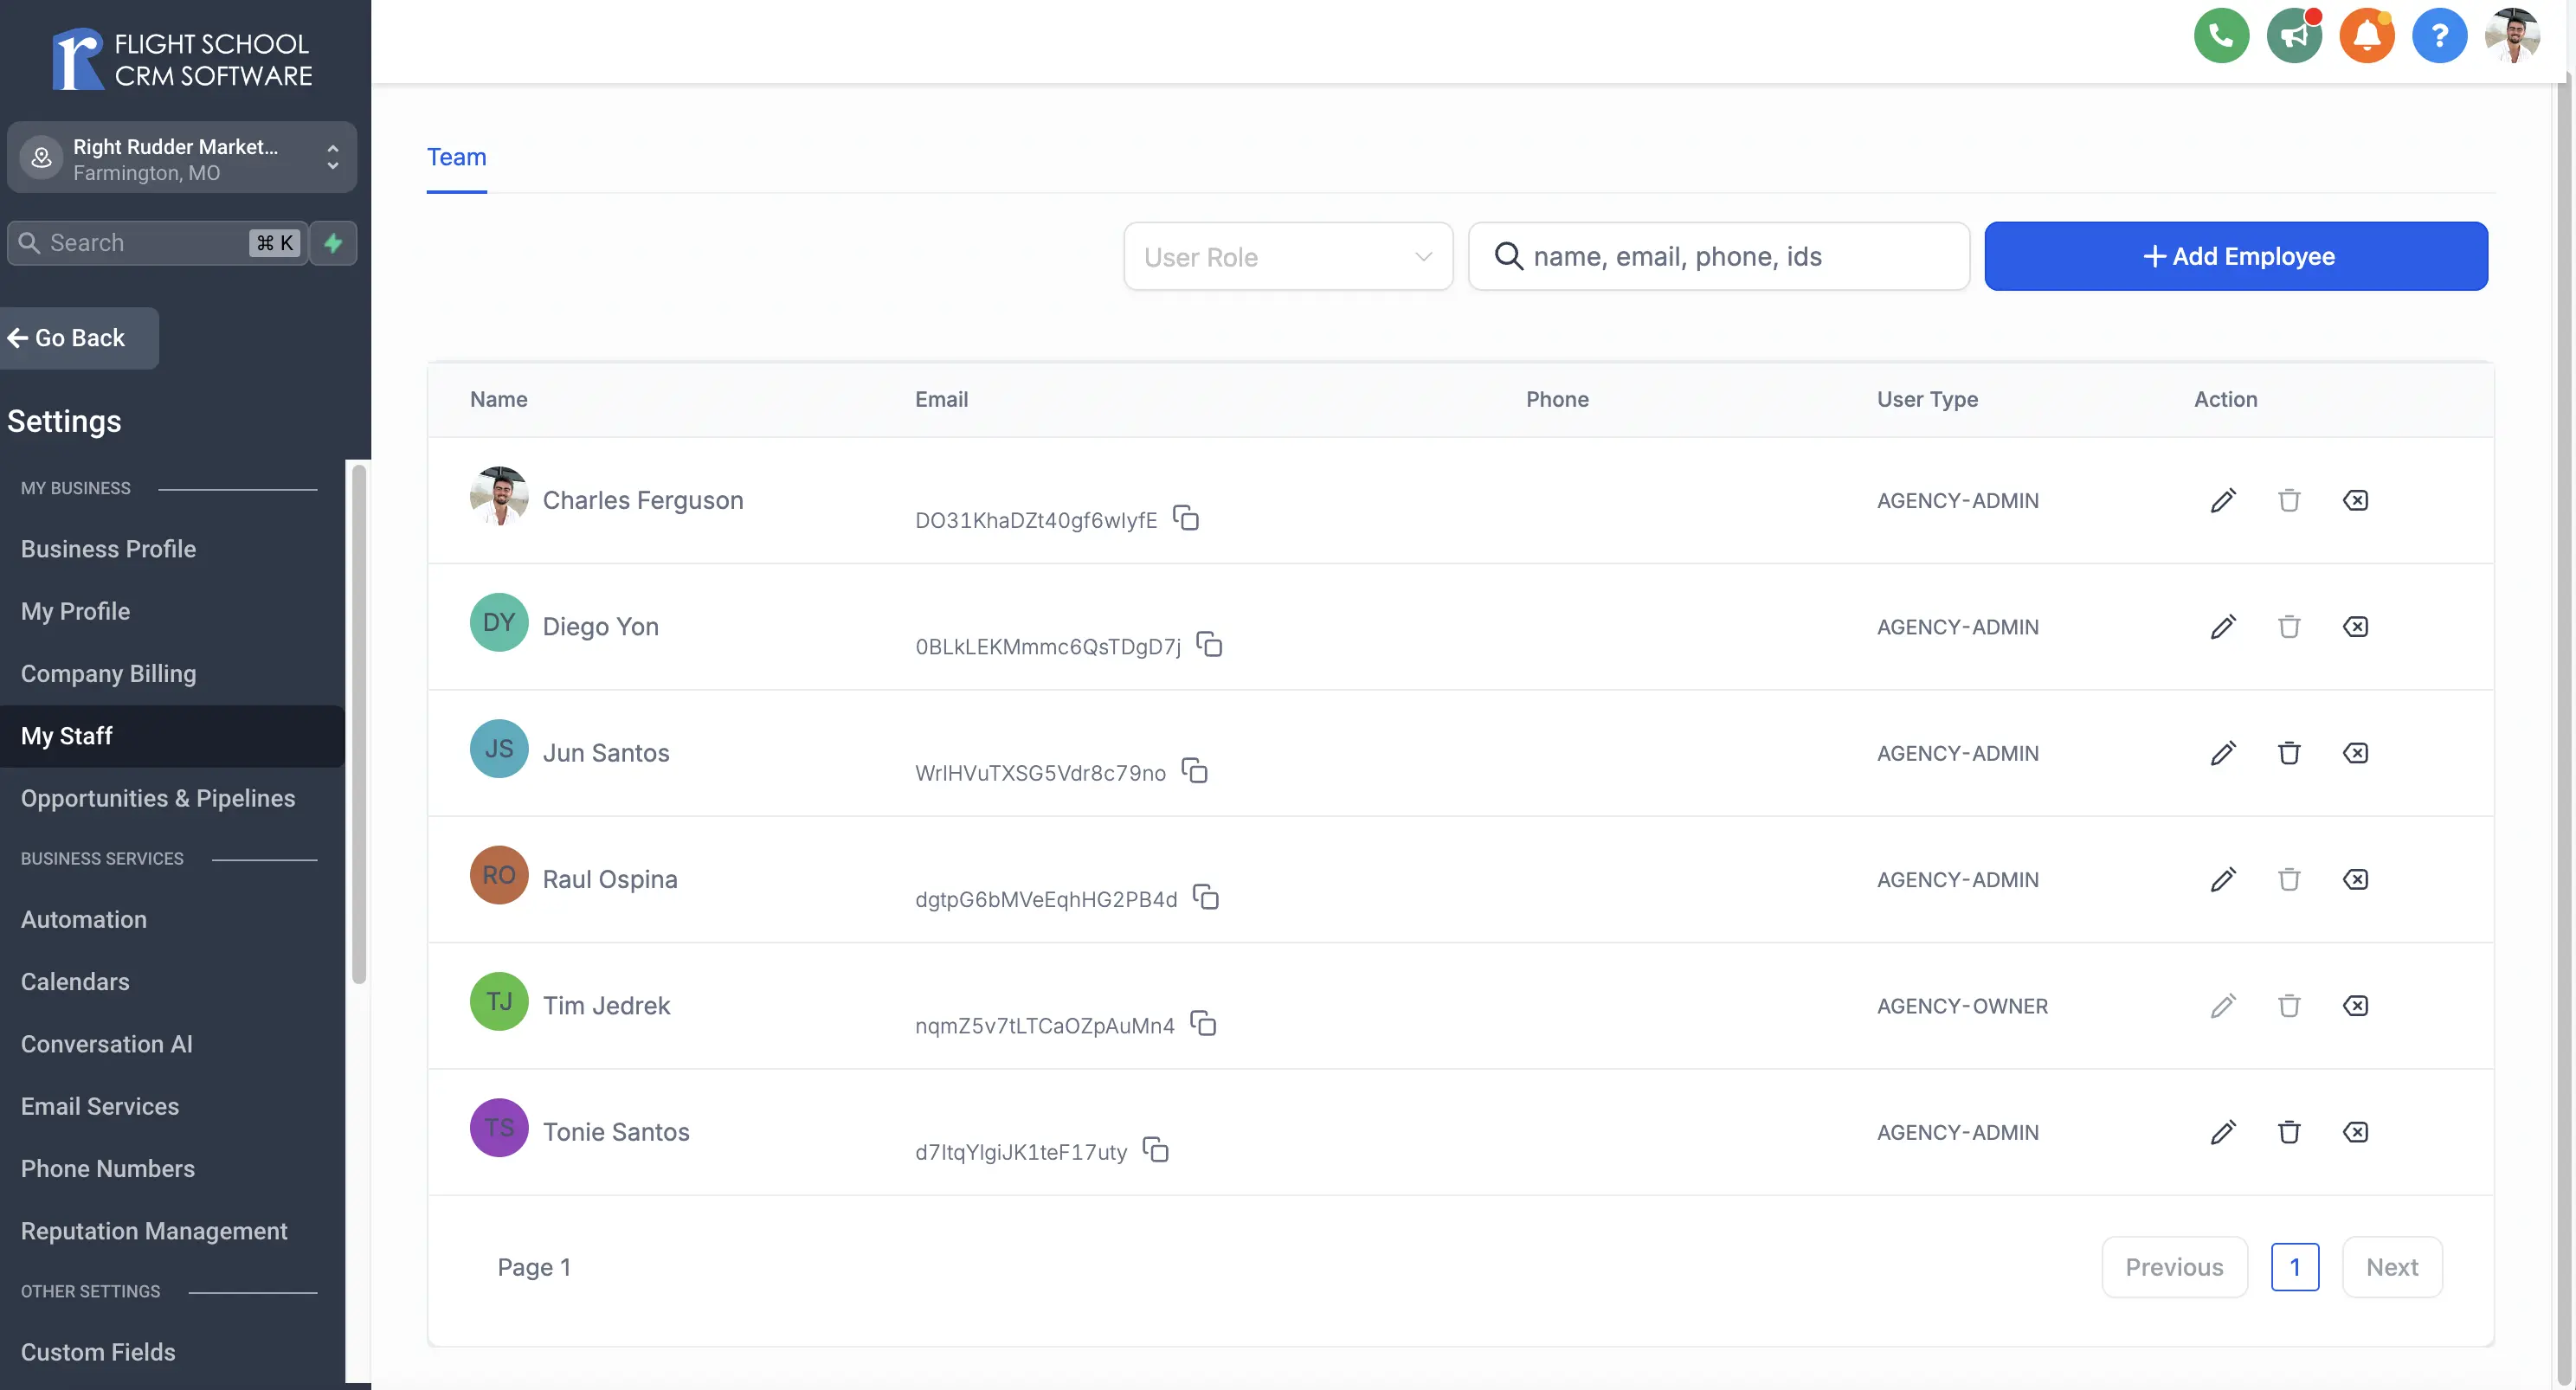 FLIGHT SCHOOL
CRM SOFTWARE
Right Rudder Market...
Farmington, MO
Search
⌘ K
Go Back
Settings
MY BUSINESS
Business Profile
My Profile
Company Billing
My Staff
Opportunities & Pipelines
BUSINESS SERVICES
Automation
Calendars
Conversation AI
Email Services
Phone Numbers
Reputation Management
OTHER SETTINGS
Custom Fields
Team
User Role
name, email, phone, ids
+ Add Employee
Name Email Phone User Type Action
Charles Ferguson DO31KhaDZt40gf6wIyfE AGENCY-ADMIN
DY Diego Yon 0BLkLEKMmmc6QsTDgD7j AGENCY-ADMIN
JS Jun Santos WrIHVuTXSG5Vdr8c79no AGENCY-ADMIN
RO Raul Ospina dgtpG6bMVeEqhHG2PB4d AGENCY-ADMIN
TJ Tim Jedrek nqmZ5v7tLTCaOZpAuMn4 AGENCY-OWNER
TS Tonie Santos d7ItqYIgiJK1teF17uty AGENCY-ADMIN
Page 1
Previous 1 Next